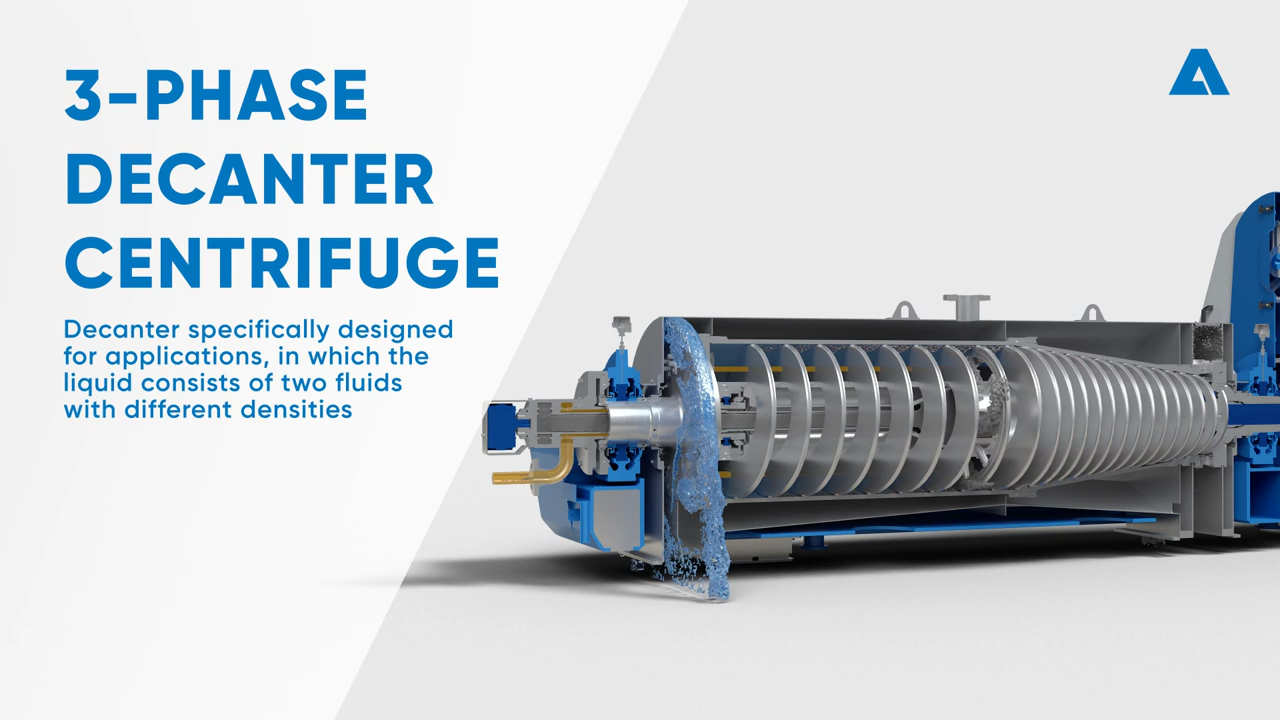 3-PHASE
DECANTER
CENTRIFUGE
Decanter specifically designed
for applications, in which the
liquid consists of two fluids
with different densities